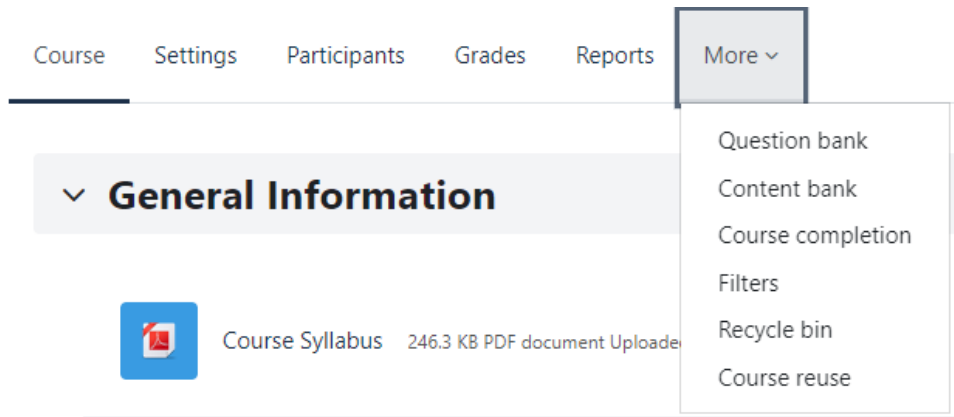 Course Settings Participants Grades Reports More
Question bank
General Information
Content bank
Course completion
Filters
Course Syllabus 246.3 KB PDF document
Recycle bin
Course reuse